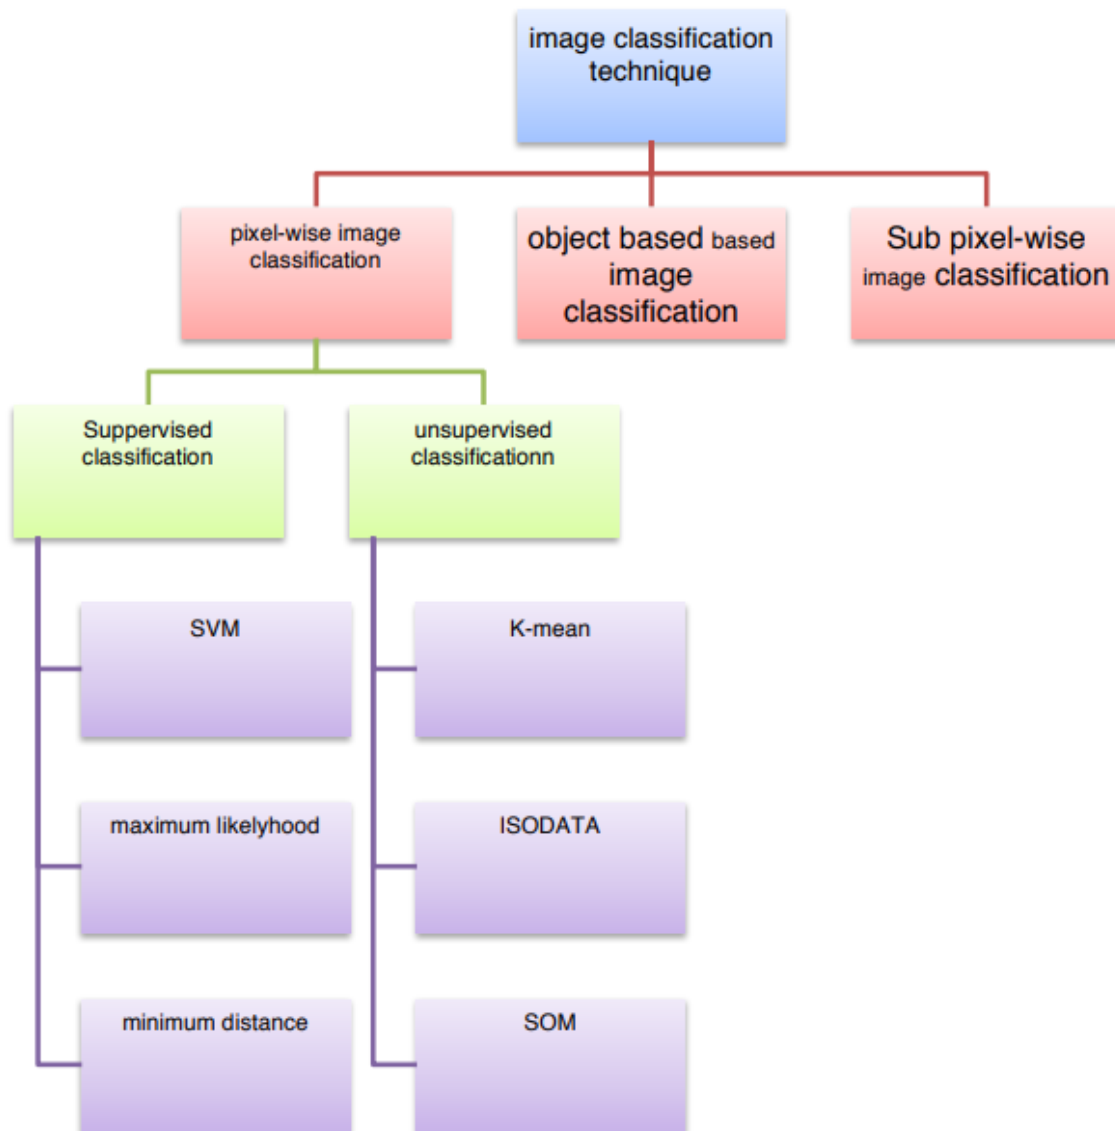 image classification
technique
pixel-wise image
classification
object based based
image
classification
Sub pixel-wise
image classification
Suppervised
classification
unsupervised
classificationn
SVM
K-mean
maximum likelyhood
ISODATA
minimum distance
SOM